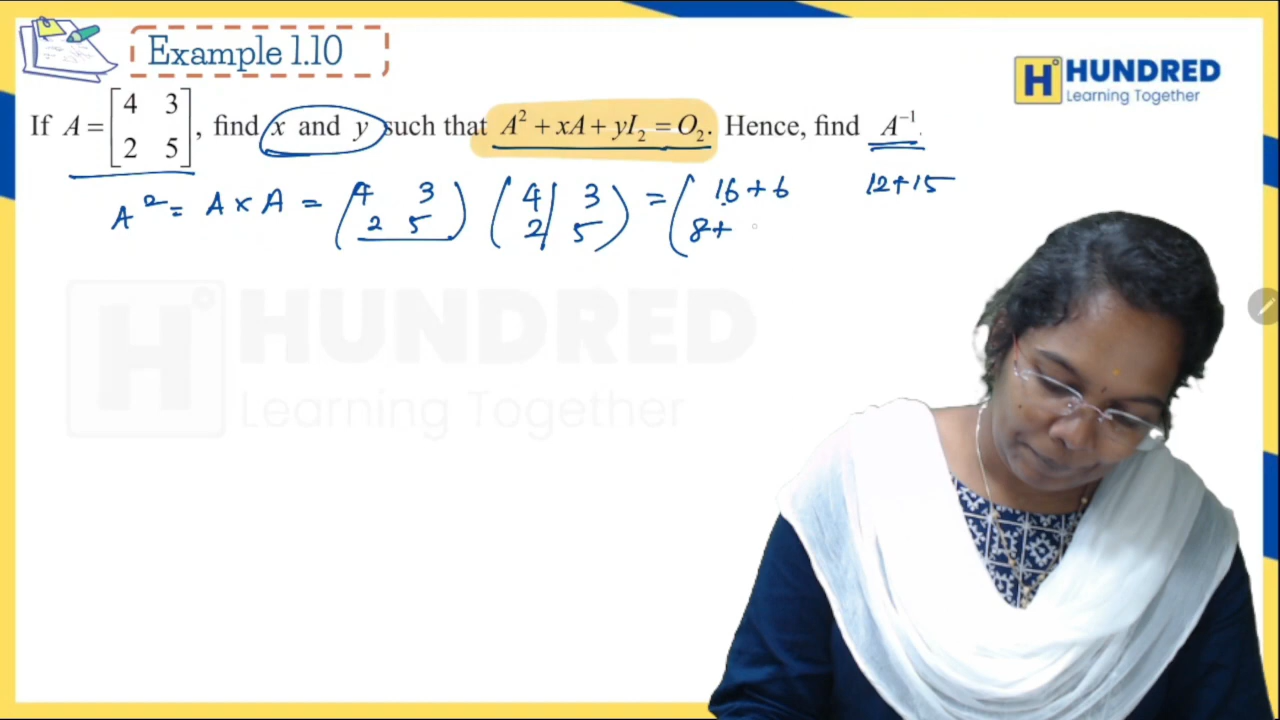 Example 1.10
HUNDRED
Learning Together
If A = [4 3
2 5], find x and y such that A² + xA + yI₂ = O₂. Hence, find A⁻¹.
A² = A × A = (4 3 (4 3 = (16+6 12+15
2 5) 2 5) 8+
HUNDRED
Learning Together